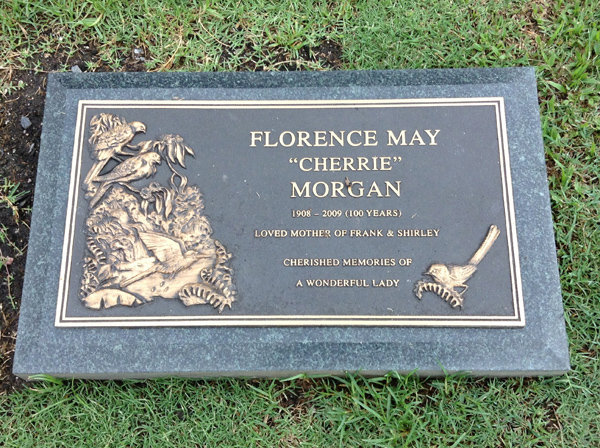 FLORENCE MAY
"CHERRIE"
MORGAN
1908 – 2009 (100 YEARS)
LOVED MOTHER OF FRANK & SHIRLEY
CHERISHED MEMORIES OF
A WONDERFUL LADY